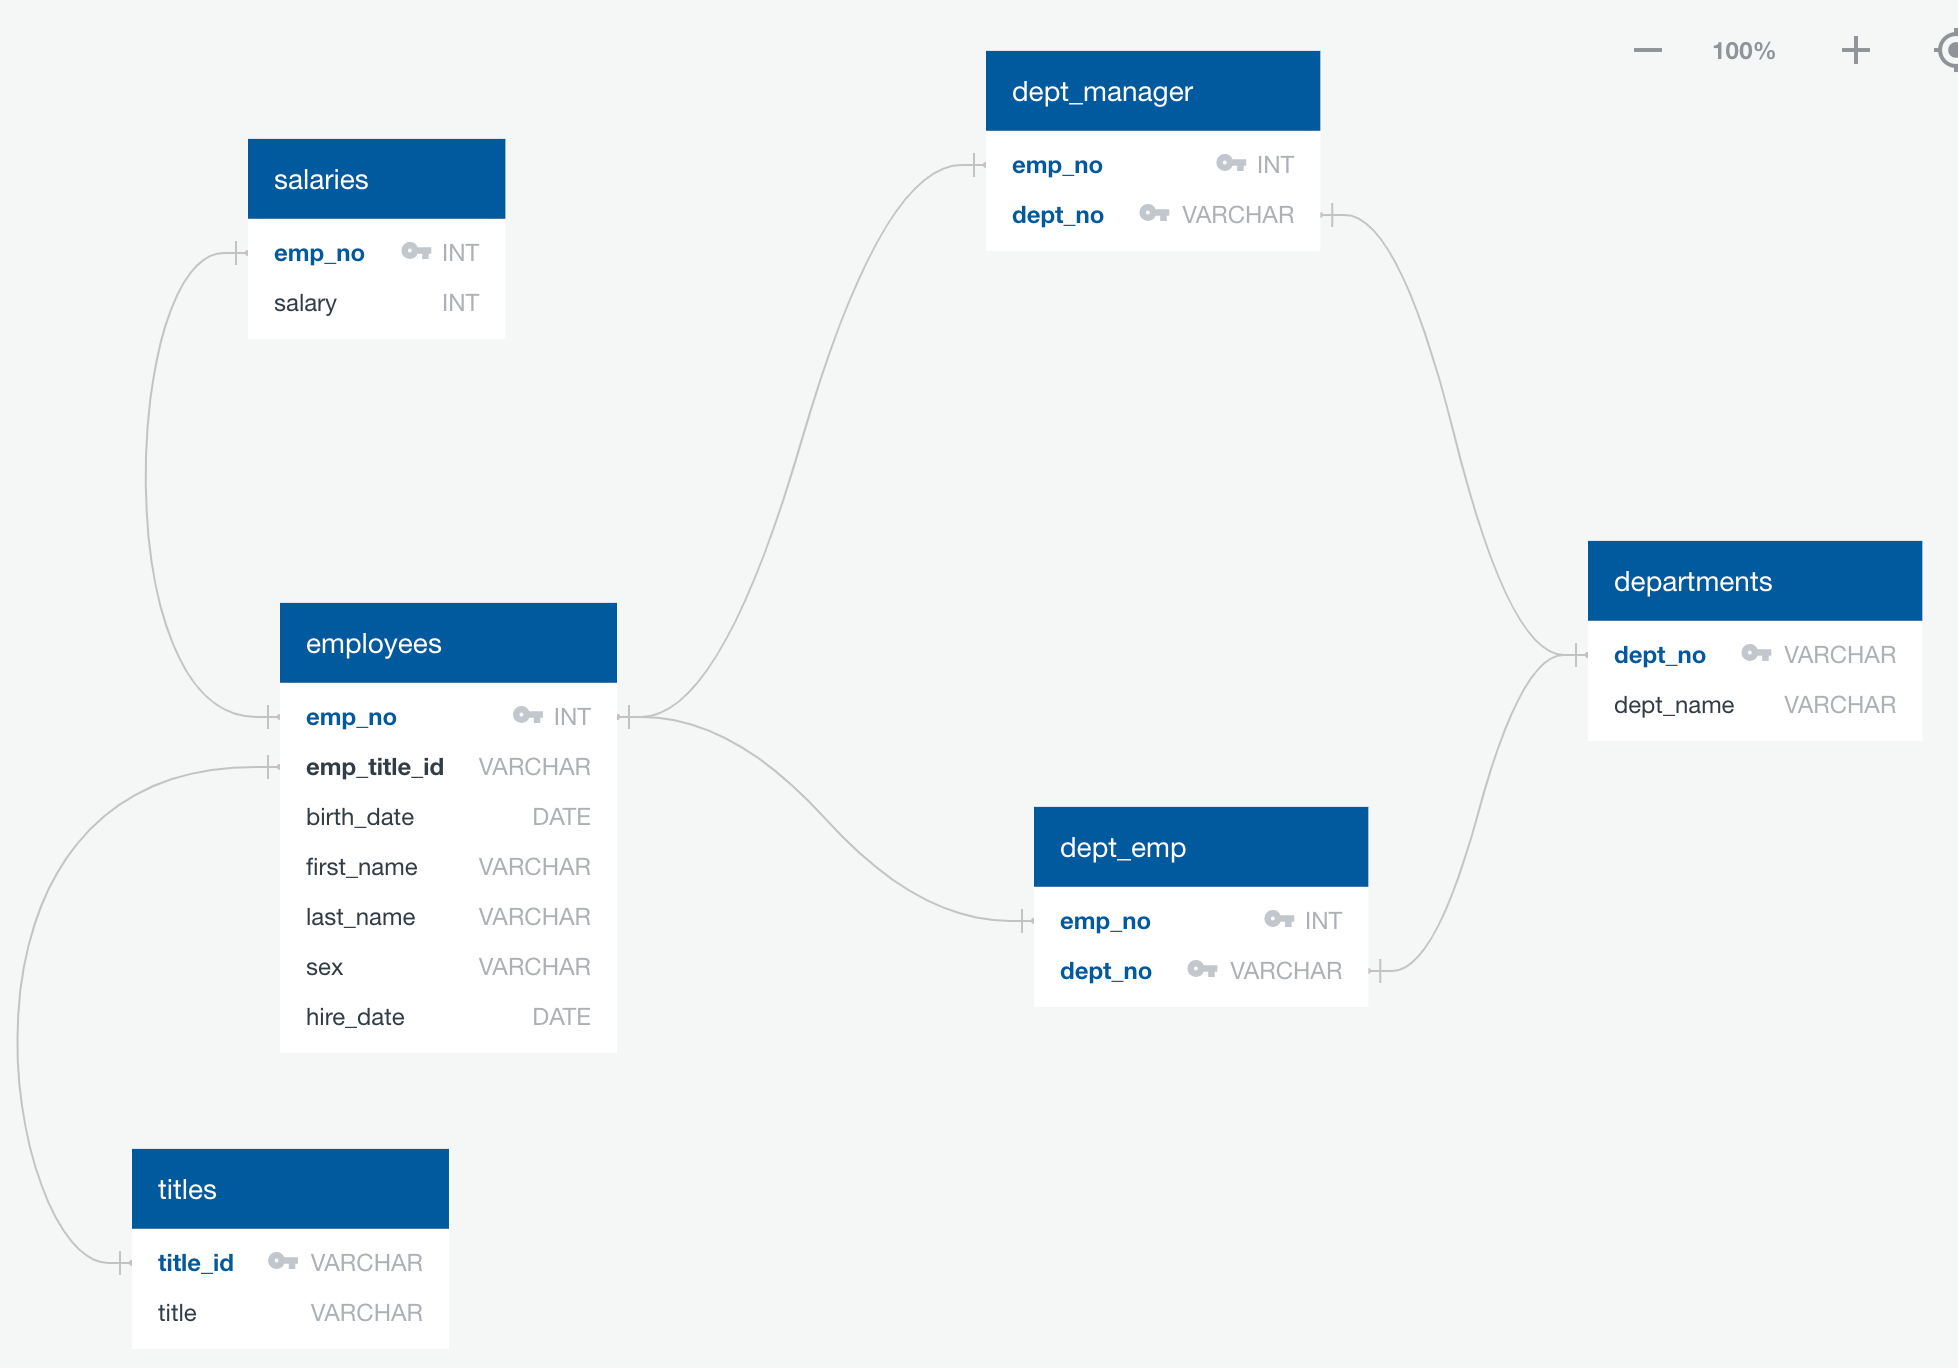 100%
dept_manager
emp_no INT
dept_no VARCHAR
salaries
emp_no INT
salary INT
employees
emp_no INT
emp_title_id VARCHAR
birth_date DATE
first_name VARCHAR
last_name VARCHAR
sex VARCHAR
hire_date DATE
departments
dept_no VARCHAR
dept_name VARCHAR
dept_emp
emp_no INT
dept_no VARCHAR
titles
title_id VARCHAR
title VARCHAR